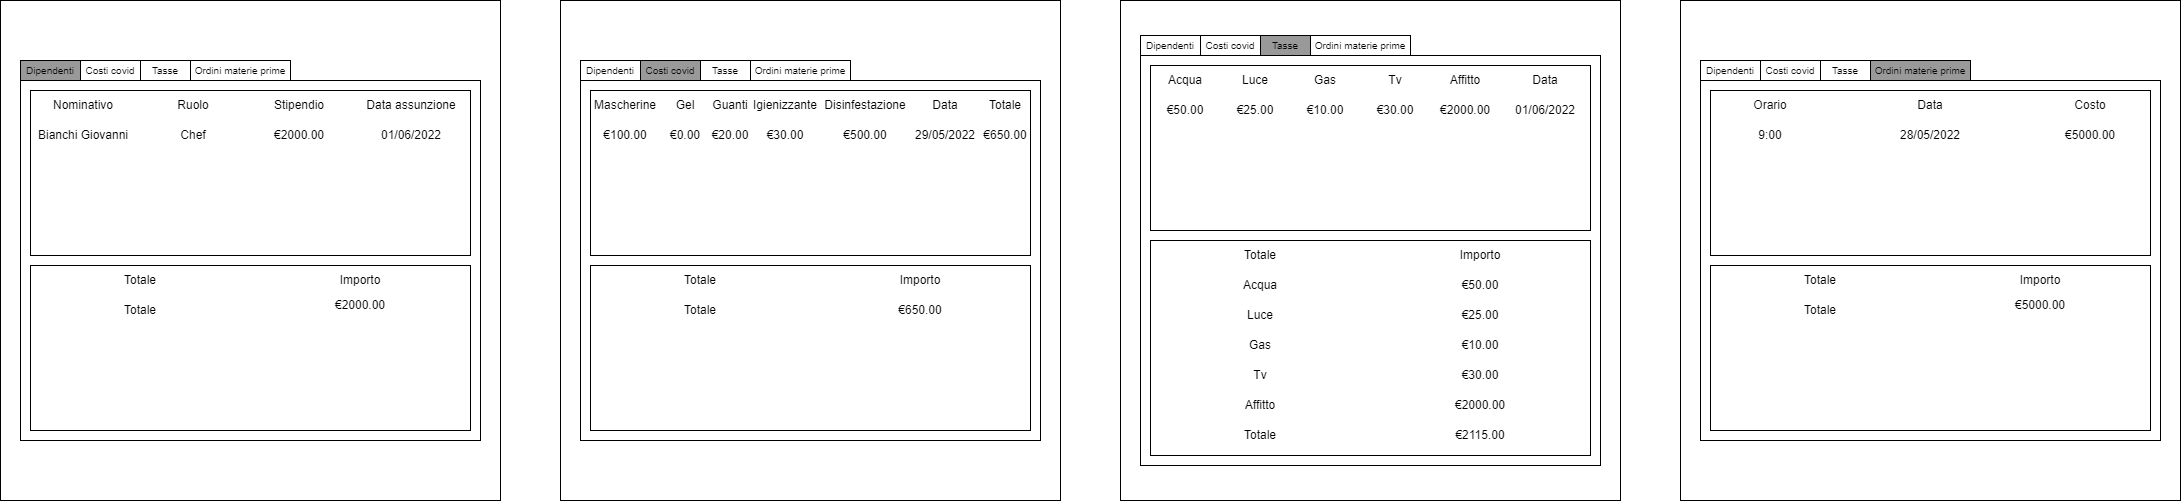 Dipendenti Costi covid Tasse Ordini materie prime
Nominativo Ruolo Stipendio Data assunzione
Bianchi Giovanni Chef €2000.00 01/06/2022
Totale Importo
Totale €2000.00
Dipendenti Costi covid Tasse Ordini materie prime
Mascherine Gel Guanti Igienizzante Disinfestazione Data Totale
€100.00 €0.00 €20.00 €30.00 €500.00 29/05/2022 €650.00
Totale Importo
Totale €650.00
Dipendenti Costi covid Tasse Ordini materie prime
Acqua Luce Gas Tv Affitto Data
€50.00 €25.00 €10.00 €30.00 €2000.00 01/06/2022
Totale Importo
Acqua €50.00
Luce €25.00
Gas €10.00
Tv €30.00
Affitto €2000.00
Totale €2115.00
Dipendenti Costi covid Tasse Ordini materie prime
Orario Data Costo
9:00 28/05/2022 €5000.00
Totale Importo
Totale €5000.00